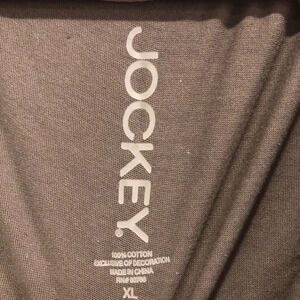 JOCKEY
100% COTTON
EXCLUSIVE OF DECORATION
MADE IN CHINA
XL